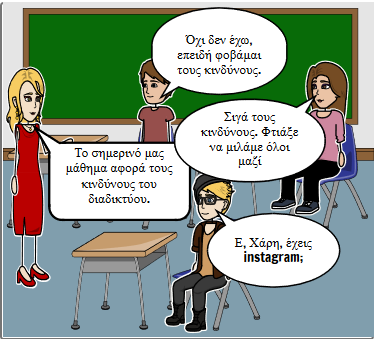 Όχι δεν έχω,
επειδή φοβάμαι
τους κινδύνους.
Σιγά τους
κινδύνους. Φτιάξε
να μιλάμε όλοι
μαζί
Το σημερινό μας
μάθημα αφορά τους
κινδύνους του
διαδικτύου.
Ε, Χάρη, έχεις
instagram;